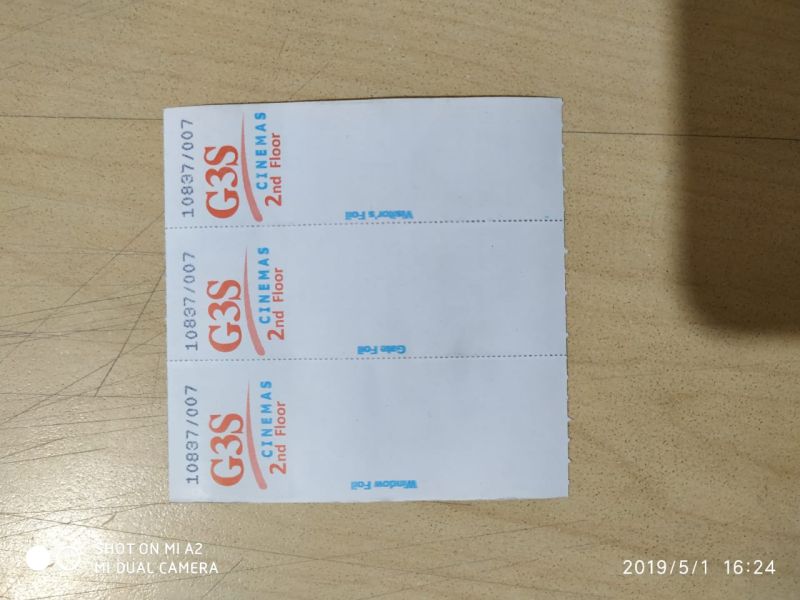 10837/007
G3S
CINEMAS
2nd Floor
Visitor's Foil
10837/007
G3S
CINEMAS
2nd Floor
Gate Foil
10837/007
G3S
CINEMAS
2nd Floor
Window Foil
SHOT ON MI A2
MI DUAL CAMERA
2019/5/1 16:24